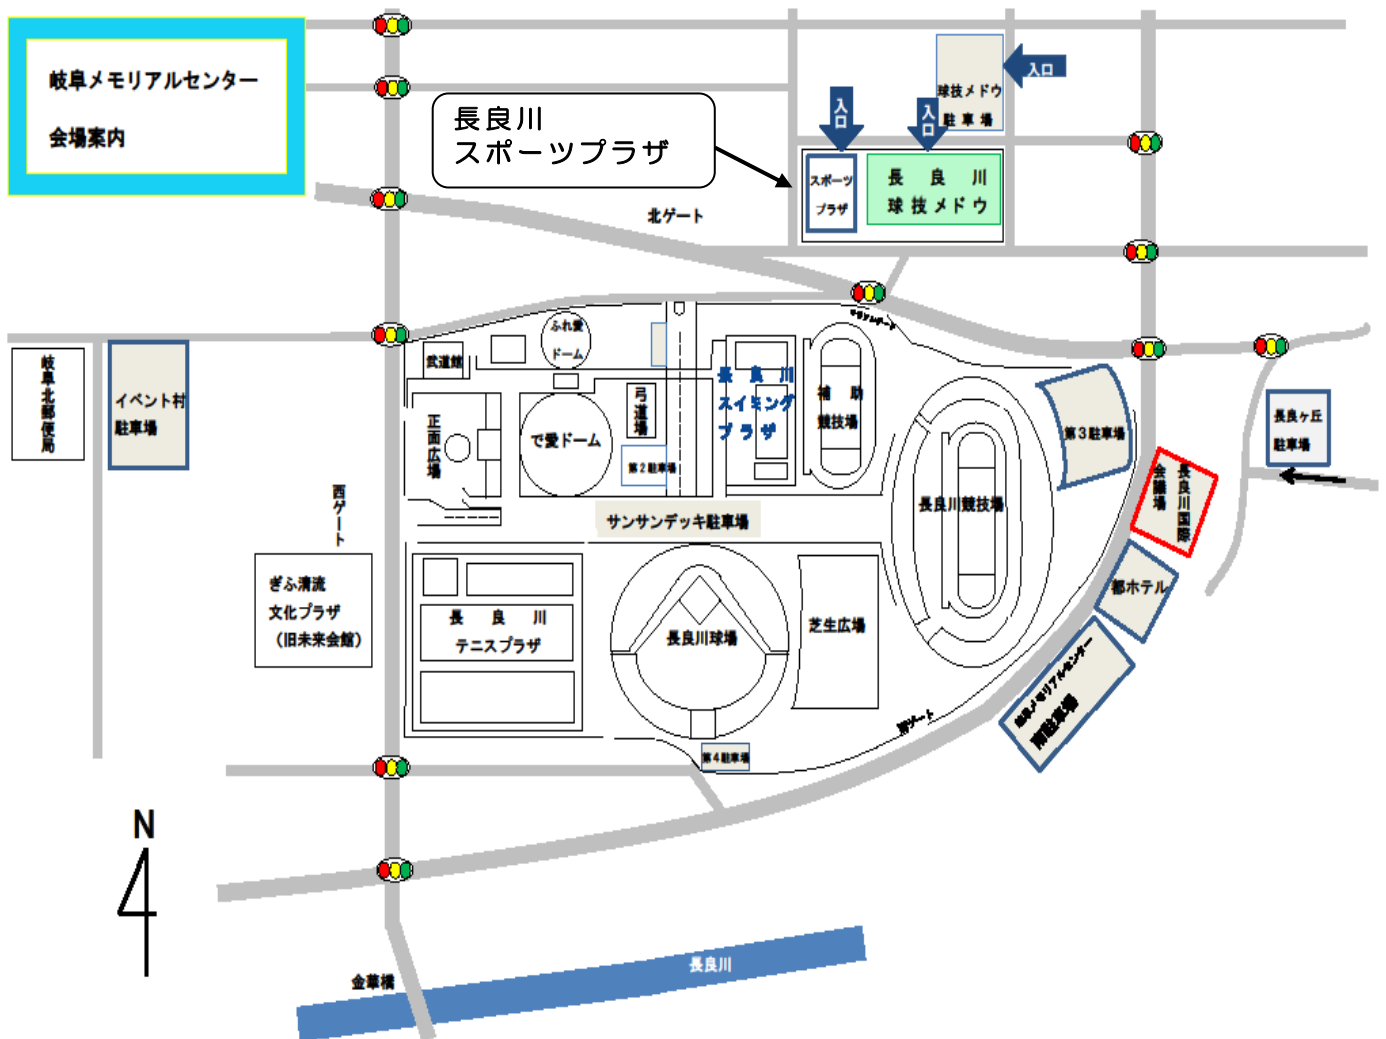 岐阜メモリアルセンター
会場案内
長良川
スポーツプラザ
入口
入口
入口
球技メドウ
駐車場
スポーツ
プラザ
長良川
球技メドウ
北ゲート
マラソンゲート
岐阜北郵便局
イベント村
駐車場
武道館
ふれ愛
ドーム
正面広場
で愛ドーム
弓道場
第2駐車場
長良川
スイミング
プラザ
補助
競技場
長良川競技場
第3駐車場
長良ヶ丘
駐車場
長良川国際
会議場
都ホテル
岐阜メモリアルセンター
南駐車場
西ゲート
サンサンデッキ駐車場
ぎふ清流
文化プラザ
(旧未来会館)
長良川
テニスプラザ
長良川球場
芝生広場
南ゲート
第4駐車場
N
金華橋
長良川